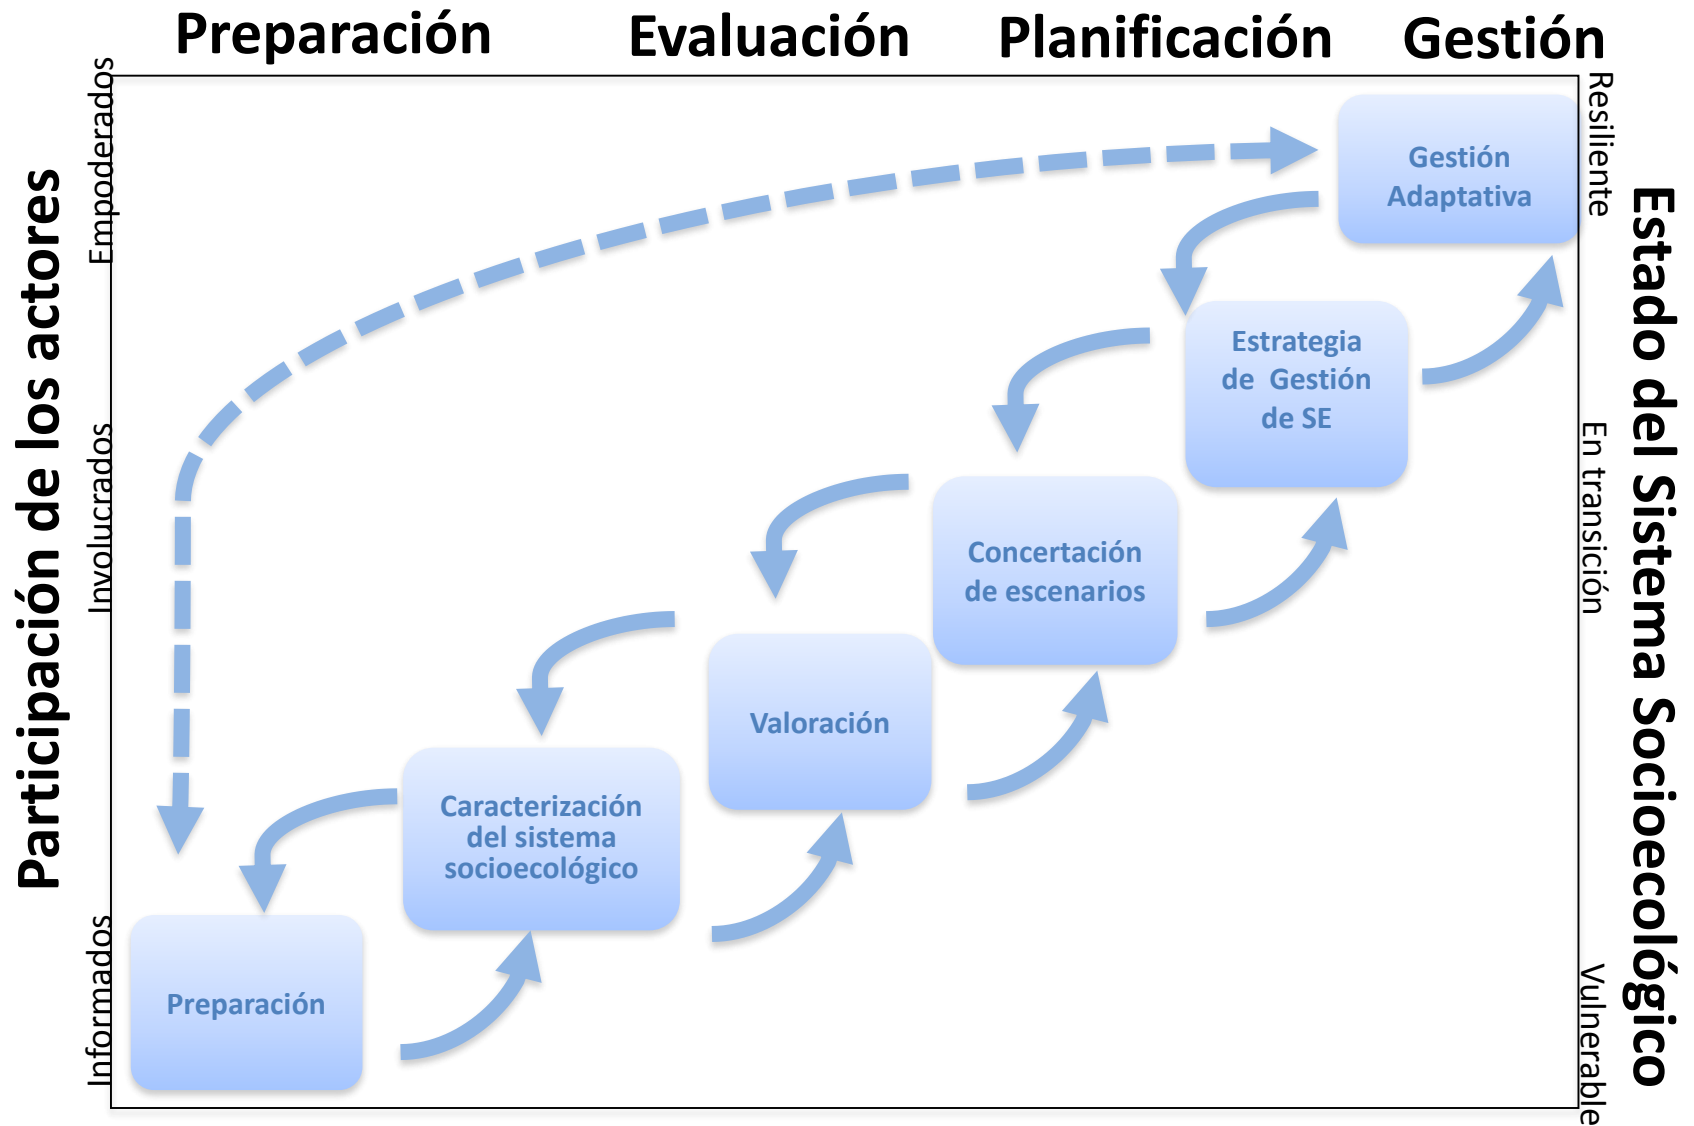 Preparación
Evaluación
Planificación
Gestión
Participación de los actores
Empoderados
Involucrados
Informados
Gestión
Adaptativa
Estrategia
de Gestión
de SE
Concertación
de escenarios
Valoración
Caracterización
del sistema
socioecológico
Preparación
Resiliente
En transición
Vulnerable
Estado del Sistema Socioecológico